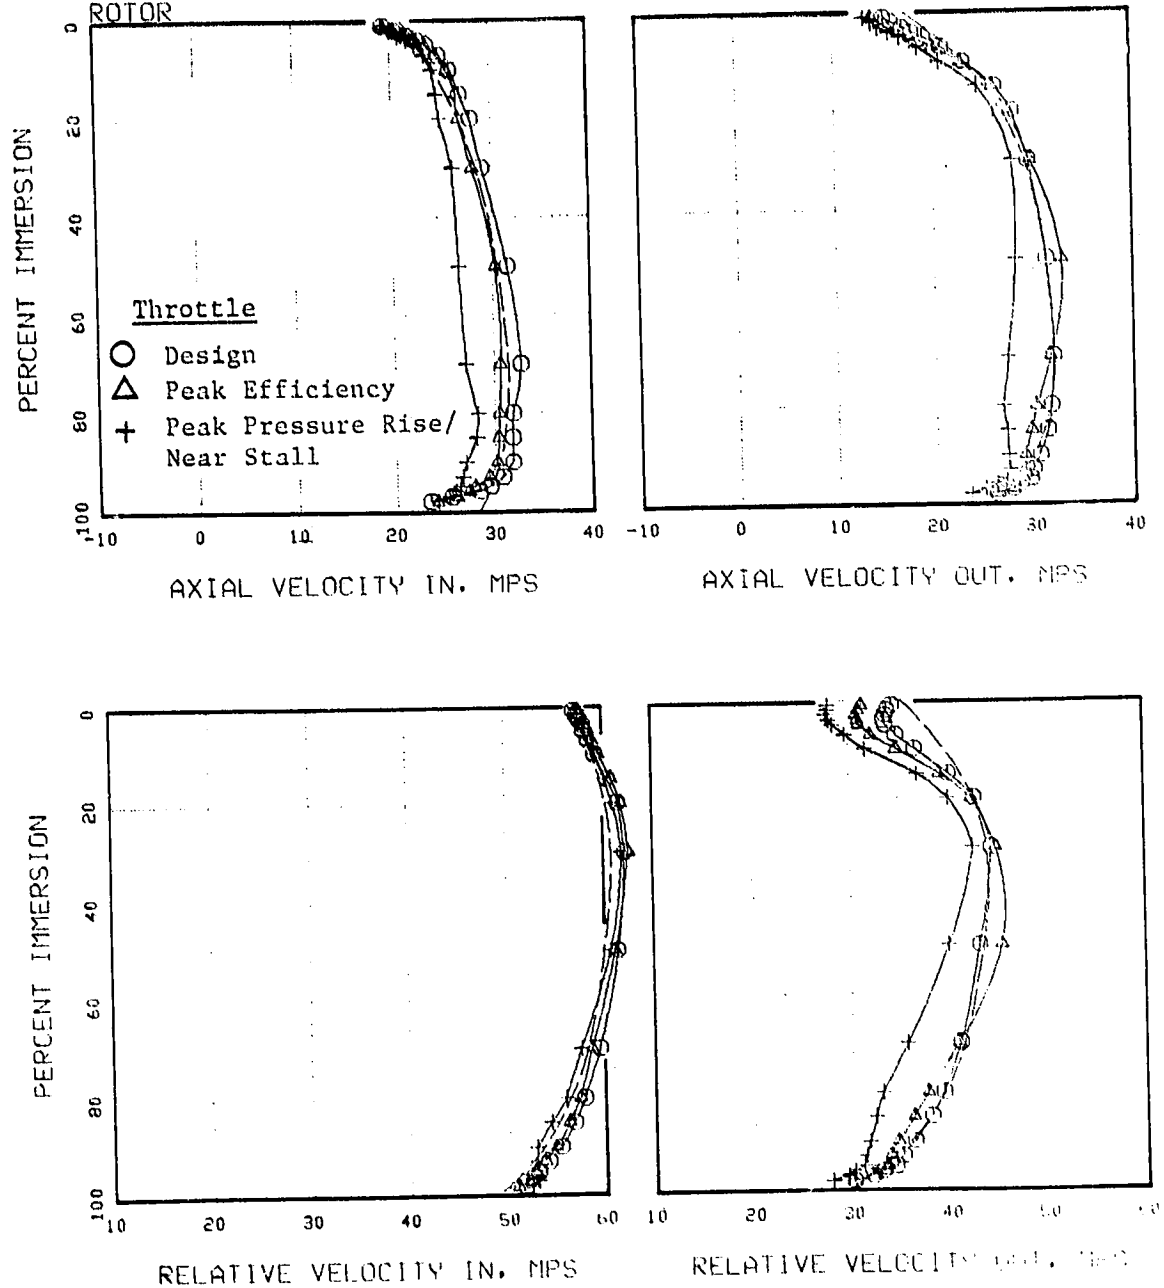 ROTOR
PERCENT IMMERSION
0
20
40
60
80
100
Throttle
Design
Peak Efficiency
Peak Pressure Rise/
Near Stall
-10 0 10 20 30 40
AXIAL VELOCITY IN. MPS
-10 0 10 20 30 40
AXIAL VELOCITY OUT. MPS
PERCENT IMMERSION
0
20
40
60
80
100
10 20 30 40 50 60
RELATIVE VELOCITY IN. MPS
10 20 30 40
RELATIVE VELOCITY